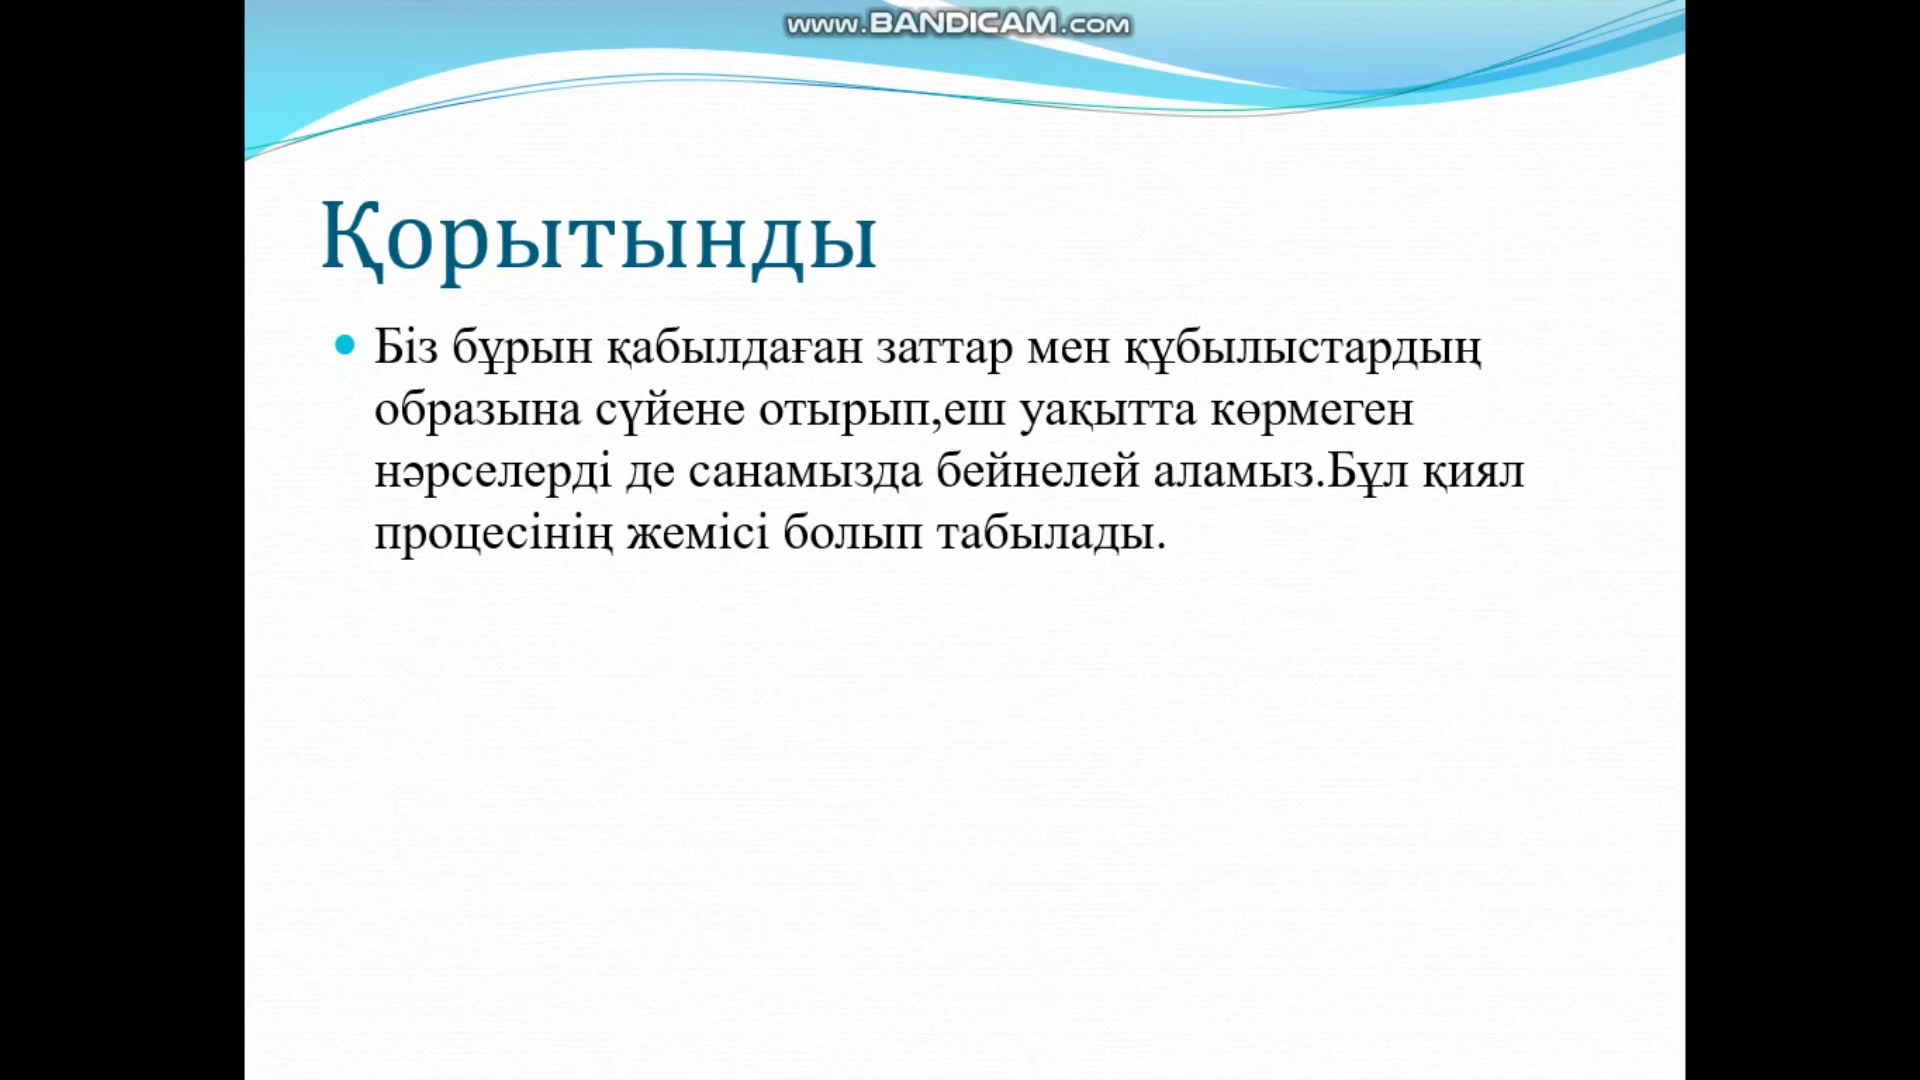 www.BANDICAM.com
Қорытынды
Біз бұрын қабылдаған заттар мен құбылыстардың
образына сүйене отырып,еш уақытта көрмеген
нәрселерді де санамызда бейнелей аламыз.Бұл қиял
процесінің жемісі болып табылады.